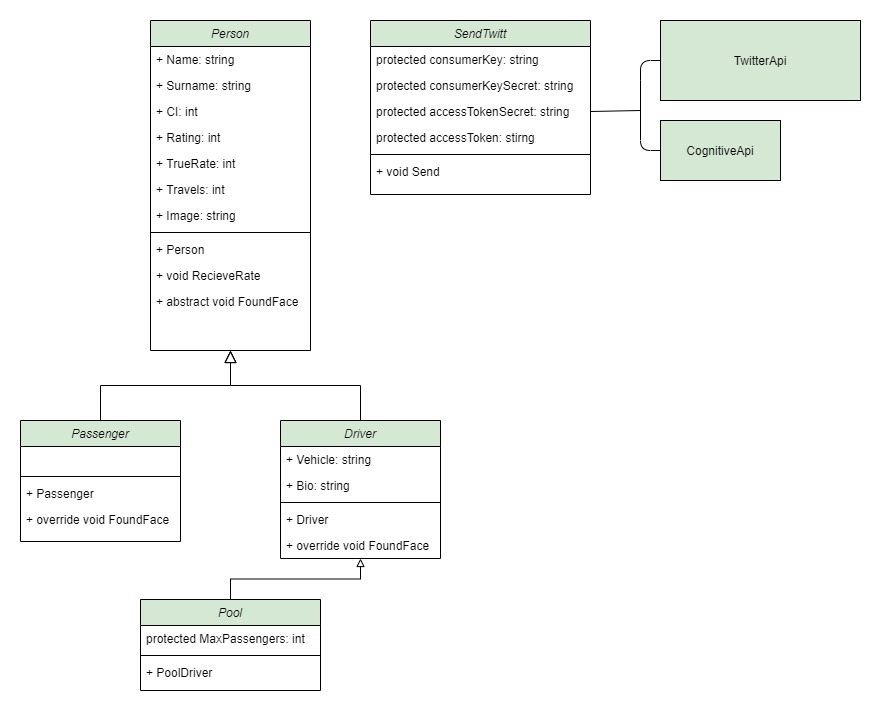 Person
+ Name: string
+ Surname: string
+ CI: int
+ Rating: int
+ TrueRate: int
+ Travels: int
+ Image: string
+ Person
+ void RecieveRate
+ abstract void FoundFace
SendTwitt
protected consumerKey: string
protected consumerKeySecret: string
protected accessTokenSecret: string
protected accessToken: stirng
+ void Send
TwitterApi
CognitiveApi
Passenger
+ Passenger
+ override void FoundFace
Driver
+ Vehicle: string
+ Bio: string
+ Driver
+ override void FoundFace
Pool
protected MaxPassengers: int
+ PoolDriver